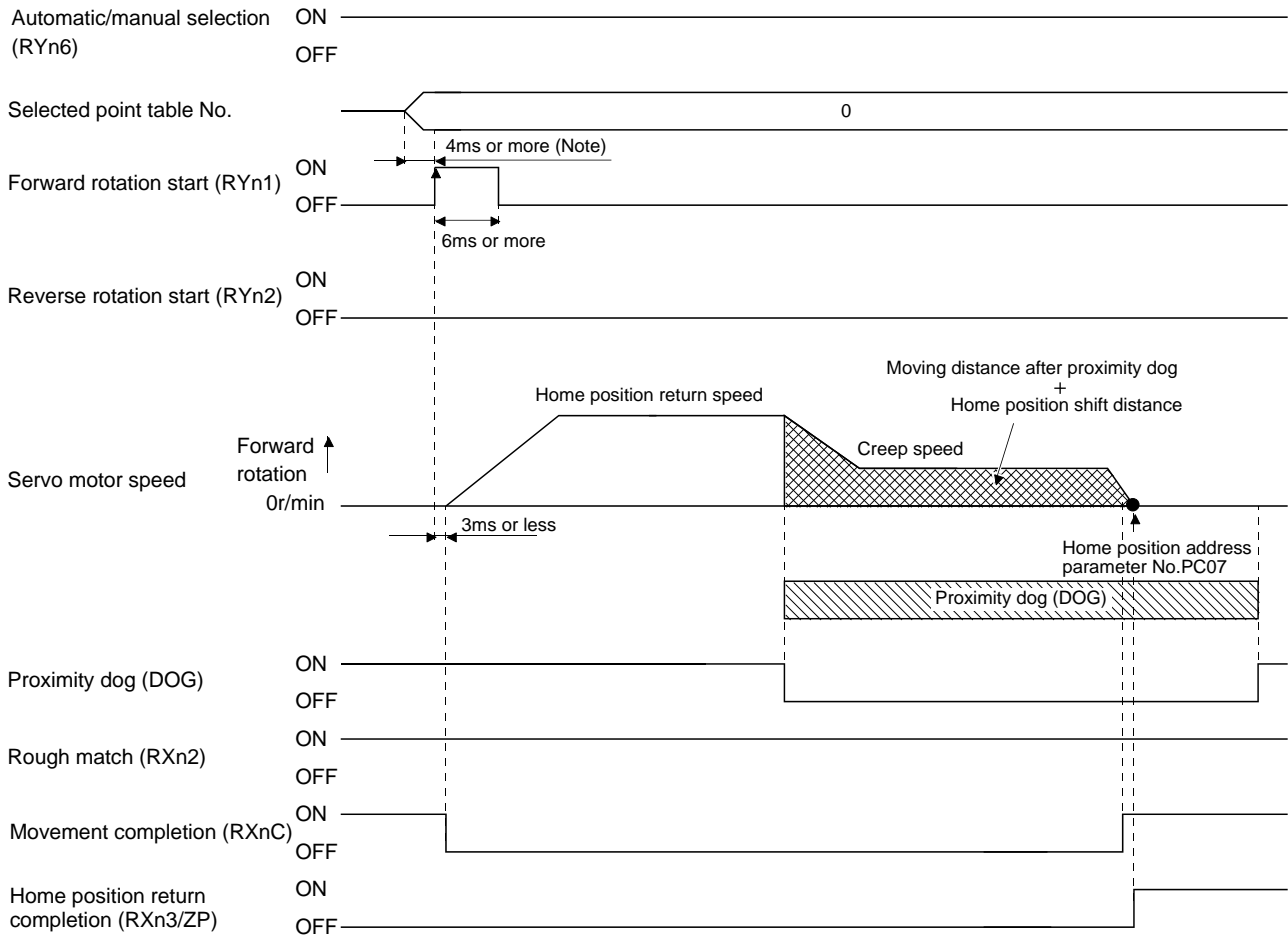 Automatic/manual selection
(RYn6)
ON
OFF
Selected point table No.
0
4ms or more (Note)
Forward rotation start (RYn1)
ON
OFF
6ms or more
Reverse rotation start (RYn2)
ON
OFF
Moving distance after proximity dog
+
Home position shift distance
Home position return speed
Creep speed
Servo motor speed
Forward
rotation
0r/min
3ms or less
Home position address
parameter No.PC07
Proximity dog (DOG)
Proximity dog (DOG)
ON
OFF
Rough match (RXn2)
ON
OFF
Movement completion (RXnC)
ON
OFF
Home position return
completion (RXn3/ZP)
ON
OFF